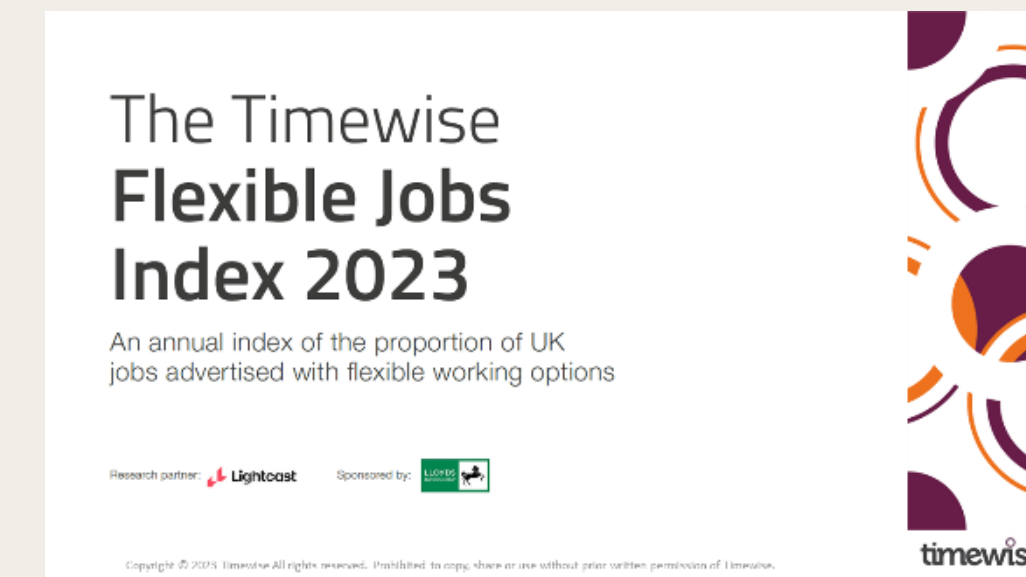 The Timewise
Flexible Jobs
Index 2023
An annual index of the proportion of UK
jobs advertised with flexible working options
Research partner: Lightcast Sponsored by: LLOYDS
Copyright © 2023 Timewise All rights reserved. Prohibited to copy, share or use without prior written permission of Timewise.
timewis